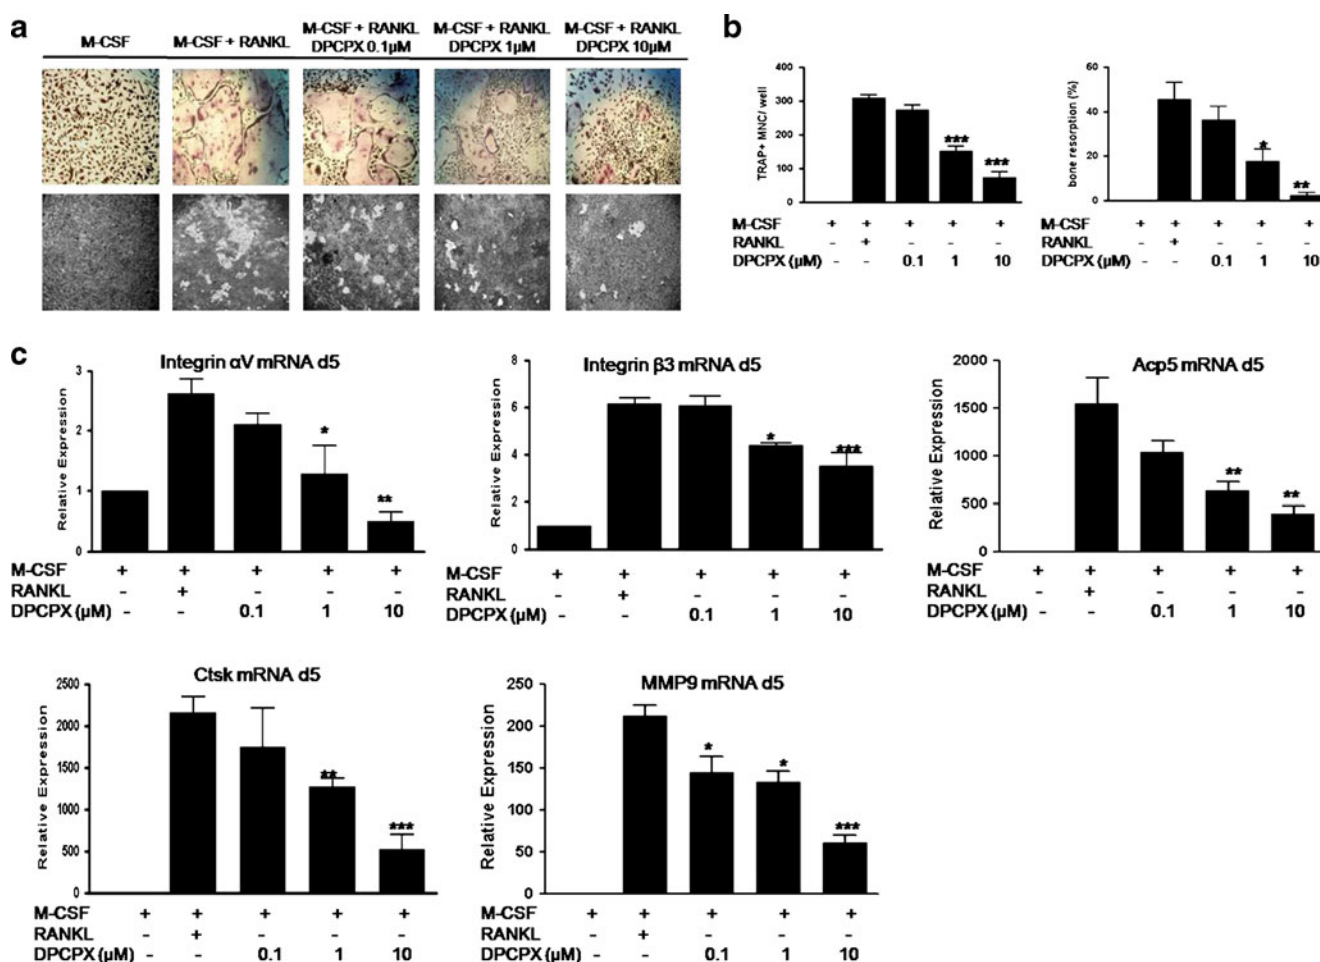 a
M-CSF
M-CSF + RANKL
M-CSF + RANKL
DPCPX 0.1µM
M-CSF + RANKL
DPCPX 1µM
M-CSF + RANKL
DPCPX 10µM
b
TRAP+ MNC/ well
400
300
200
100
0
***
***
M-CSF + + + + +
RANKL - + - - -
DPCPX (µM) - - 0.1 1 10
bone resorption (%)
60
40
20
0
*
**
M-CSF + + + + +
RANKL - + - - -
DPCPX (µM) - - 0.1 1 10
c
Integrin αV mRNA d5
Relative Expression
3
2
1
0
*
**
M-CSF + + + + +
RANKL - + - - -
DPCPX (µM) - - 0.1 1 10
Integrin β3 mRNA d5
Relative Expression
8
6
4
2
0
*
***
M-CSF + + + + +
RANKL - + - - -
DPCPX (µM) - - 0.1 1 10
Acp5 mRNA d5
Relative Expression
2000
1500
1000
500
0
**
**
M-CSF + + + + +
RANKL - + - - -
DPCPX (µM) - - 0.1 1 10
Ctsk mRNA d5
Relative Expression
2500
2000
1500
1000
500
0
**
***
M-CSF + + + + +
RANKL - + - - -
DPCPX (µM) - - 0.1 1 10
MMP9 mRNA d5
Relative Expression
250
200
150
100
50
0
*
*
***
M-CSF + + + + +
RANKL - + - - -
DPCPX (µM) - - 0.1 1 10